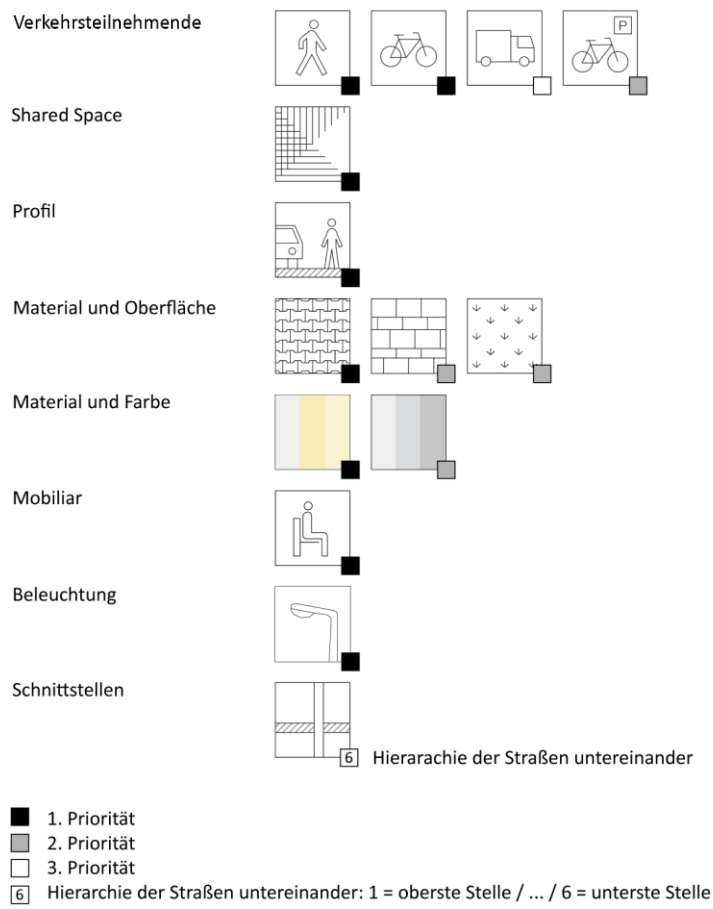 Verkehrsteilnehmende
P
Shared Space
Profil
Material und Oberfläche
Material und Farbe
Mobiliar
Beleuchtung
Schnittstellen
6 Hierarachie der Straßen untereinander
1. Priorität
2. Priorität
3. Priorität
6 Hierarchie der Straßen untereinander: 1 = oberste Stelle / ... / 6 = unterste Stelle